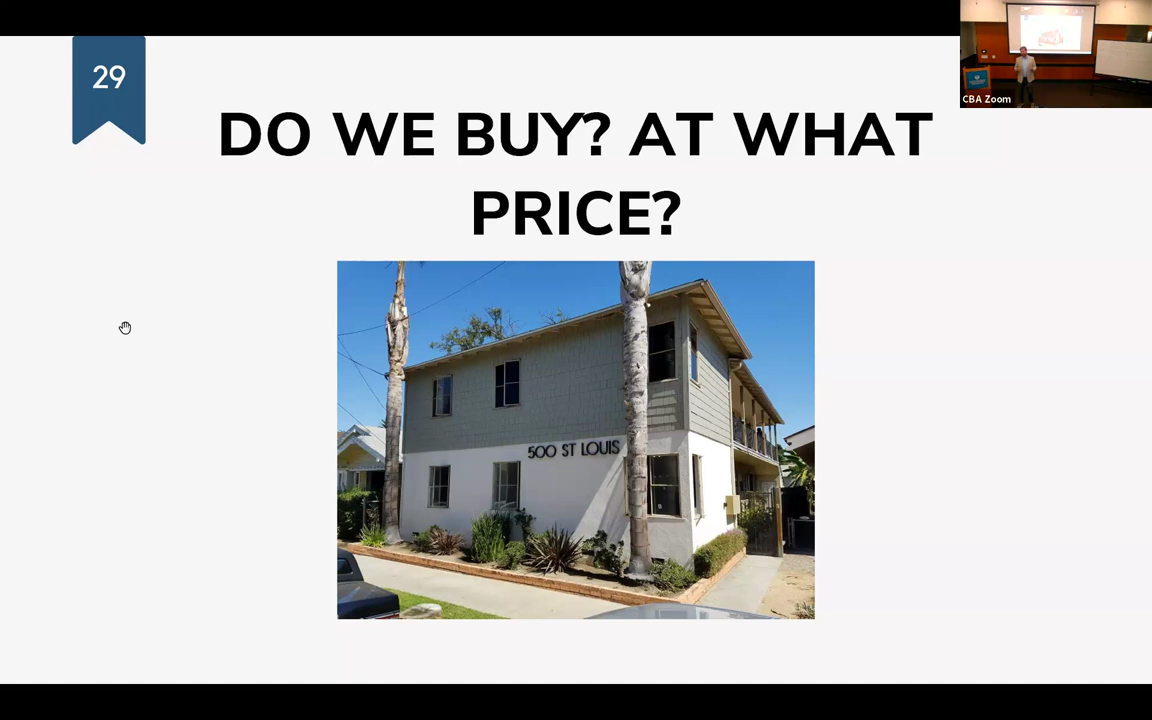 29
DO WE BUY? AT WHAT
PRICE?
500 ST LOUIS
CBA Zoom